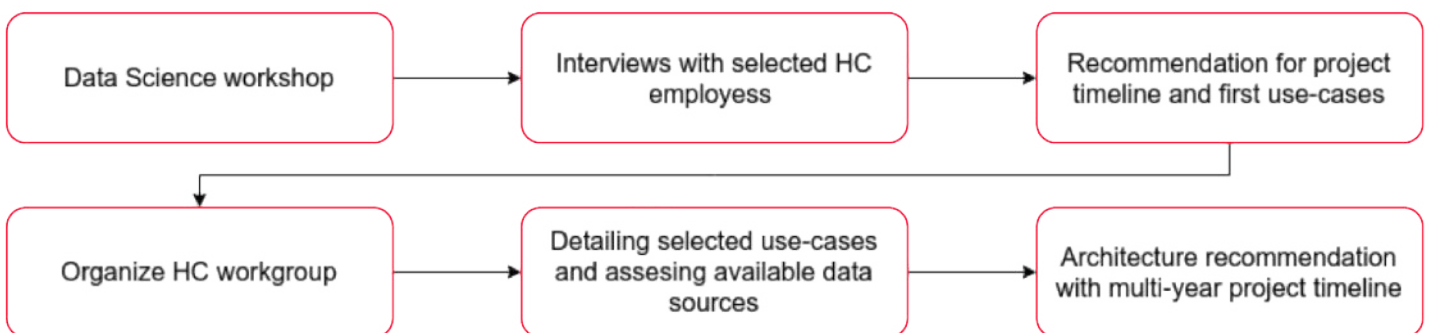 Data Science workshop
Interviews with selected HC
employess
Recommendation for project
timeline and first use-cases
Organize HC workgroup
Detailing selected use-cases
and assesing available data
sources
Architecture recommendation
with multi-year project timeline